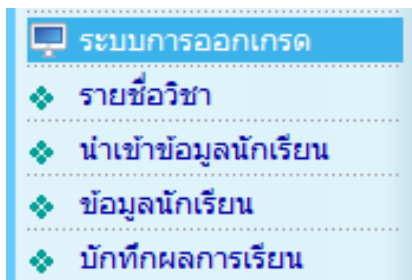 ระบบการออกเกรด
รายชื่อวิชา
นำเข้าข้อมูลนักเรียน
ข้อมูลนักเรียน
บักทึกผลการเรียน